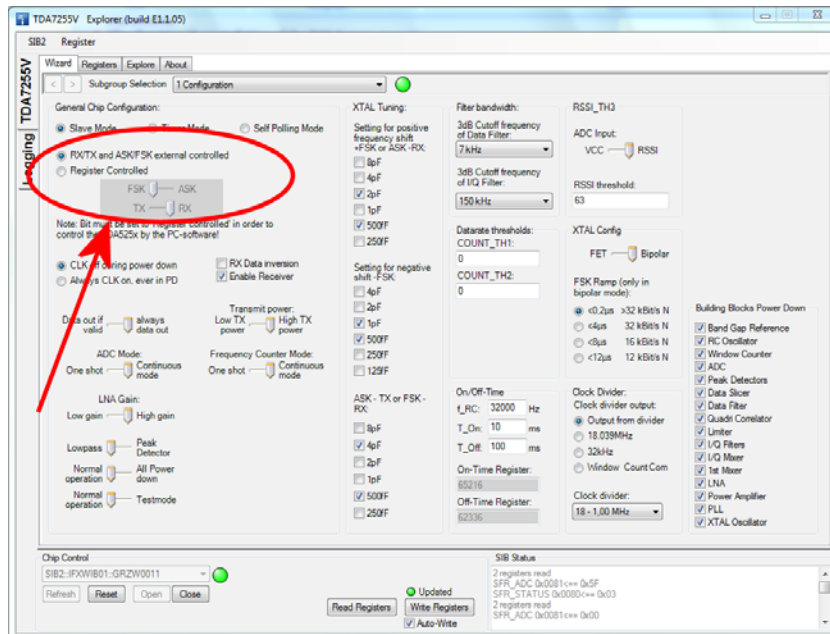 TDA7255V Explorer (build E1.1.05)
SIB2 Register
TDA7255V
Logging
Wizard Registers Explore About
< > Subgroup Selection 1 Configuration
General Chip Configuration:
Slave Mode Timer Mode Self Polling Mode
RX/TX and ASK/FSK external controlled
Register Controlled
FSK ASK
TX RX
Note: Bit must be set to 'Register controlled' in order to
control the TDA525x by the PC-software!
CLK off during power down
Always CLK on, ever in PD
RX Data inversion
Enable Receiver
Data out if valid always data out
Transmit power:
Low TX power High TX power
ADC Mode:
One shot Continuous mode
Frequency Counter Mode:
One shot Continuous mode
LNA Gain:
Low gain High gain
Lowpass Peak Detector
Normal operation All Power down
Normal operation Testmode
XTAL Tuning:
Setting for positive
frequency shift
+FSK or ASK -RX:
8pF
4pF
2pF
1pF
500fF
250fF
Setting for negative
shift -FSK:
4pF
2pF
1pF
500fF
250fF
125fF
ASK - TX or FSK -
RX:
8pF
4pF
2pF
1pF
500fF
250fF
Filter bandwidth:
3dB Cutoff frequency
of Data Filter:
7 kHz
3dB Cutoff frequency
of I/Q Filter:
150 kHz
Datarate thresholds:
COUNT_TH1:
0
COUNT_TH2:
0
On/Off-Time
f_RC: 32000 Hz
T_On: 10 ms
T_Off: 100 ms
On-Time Register:
65216
Off-Time Register:
62336
RSSI_TH3
ADC Input:
VCC RSSI
RSSI threshold:
63
XTAL Config
FET Bipolar
FSK Ramp (only in
bipolar mode):
<0,2µs >32 kBit/s N
<4µs 32 kBit/s N
<8µs 16 kBit/s N
<12µs 12 kBit/s N
Clock Divider:
Clock divider output:
Output from divider
18.039MHz
32kHz
Window Count Com
Clock divider:
18 - 1,00 MHz
Building Blocks Power Down
Band Gap Reference
RC Oscillator
Window Counter
ADC
Peak Detectors
Data Slicer
Data Filter
Quadri Correlator
Limiter
I/Q Filters
I/Q Mixer
1st Mixer
LNA
Power Amplifier
PLL
XTAL Oscillator
Chip Control
SIB2::IFXWIB01::GRZW0011
Refresh Reset Open Close
Read Registers
Updated
Write Registers
Auto-Write
SIB Status
2 registers read
SFR_ADC 0x0081<== 0x5F
SFR_STATUS 0x0080<== 0x03
2 registers read
SFR_ADC 0x0081<== 0x00